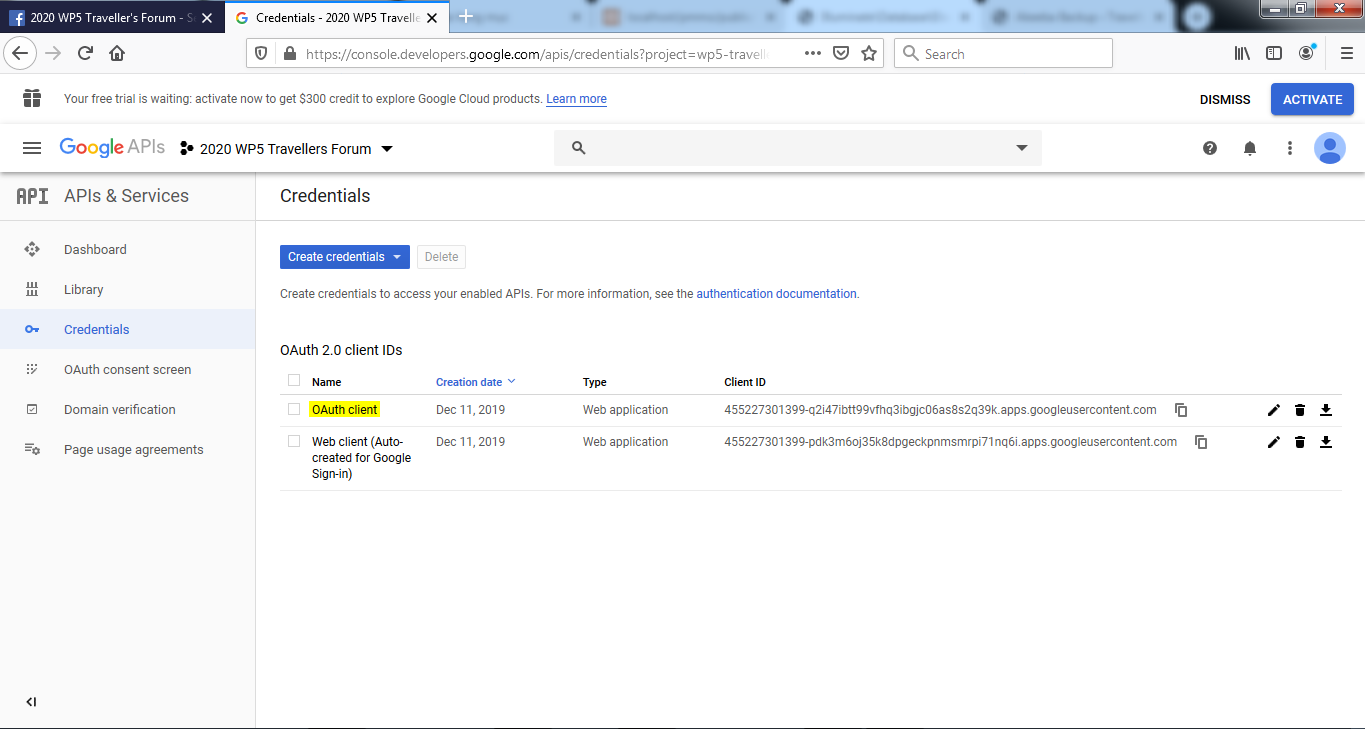 2020 WP5 Traveller's Forum - S
Credentials - 2020 WP5 Travelle
https://console.developers.google.com/apis/credentials?project=wp5-travell
Search
Your free trial is waiting: activate now to get $300 credit to explore Google Cloud products. Learn more
DISMISS
ACTIVATE
Google APIs
2020 WP5 Travellers Forum
API APIs & Services
Credentials
Dashboard
Library
Credentials
OAuth consent screen
Domain verification
Page usage agreements
Create credentials
Delete
Create credentials to access your enabled APIs. For more information, see the authentication documentation.
OAuth 2.0 client IDs
Name Creation date Type Client ID
OAuth client Dec 11, 2019 Web application 455227301399-q2i47ibtt99vfhq3ibgjc06as8s2q39k.apps.googleusercontent.com
Web client (Auto- Dec 11, 2019 Web application 455227301399-pdk3m6oj35k8dpgeckpnmsmrpi71nq6i.apps.googleusercontent.com
created for Google
Sign-in)